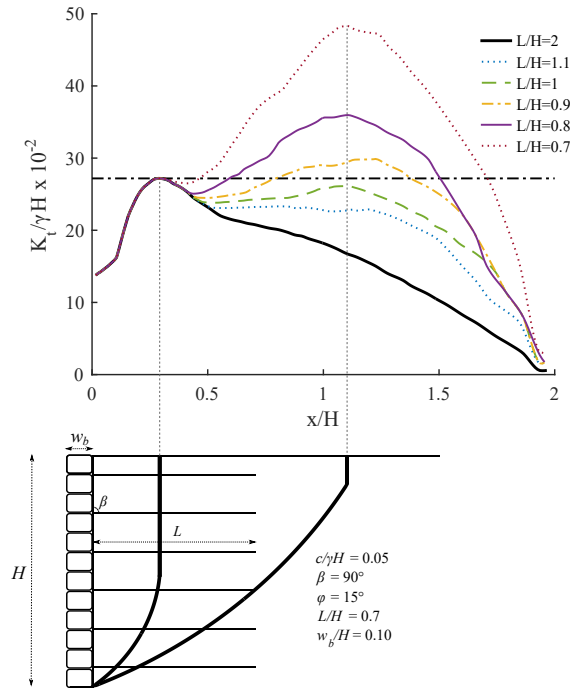 50
40
30
20
10
0
K_t/γ H x 10⁻²
L/H=2
L/H=1.1
L/H=1
L/H=0.9
L/H=0.8
L/H=0.7
0 0.5 1 1.5 2
x/H
w_b
β
L
H
c/γH = 0.05
β = 90°
φ = 15°
L/H = 0.7
w_b/H = 0.10